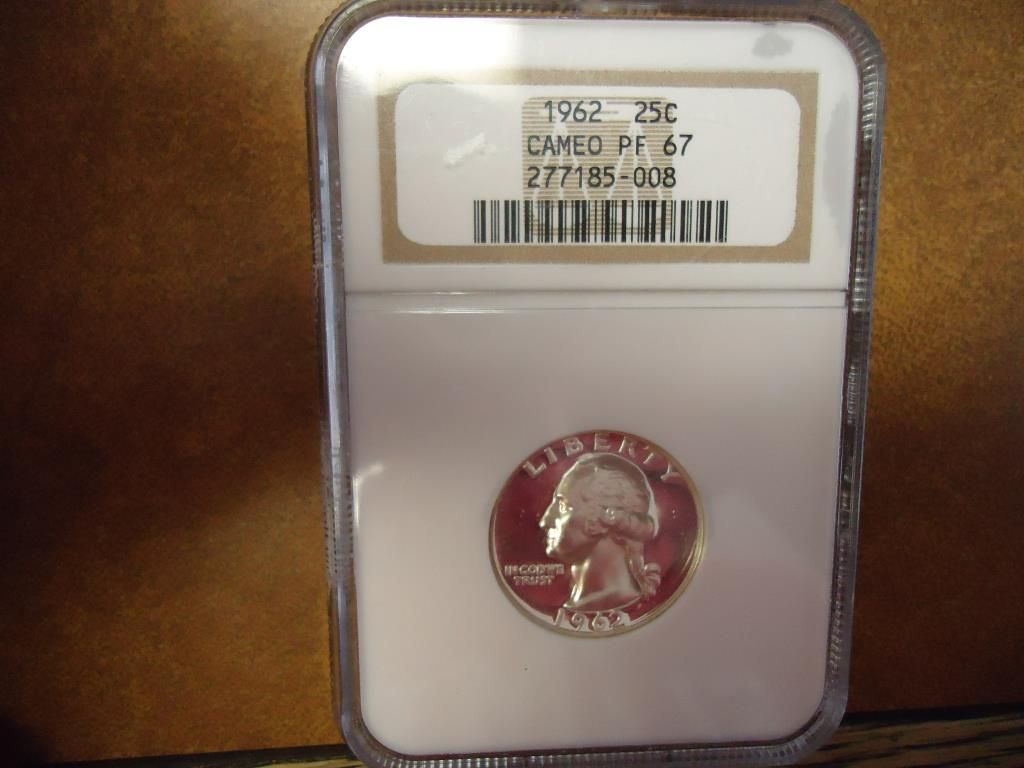 1962 25C
CAMEO PF 67
277185-008
LIBERTY
IN GOD WE
TRUST
1962